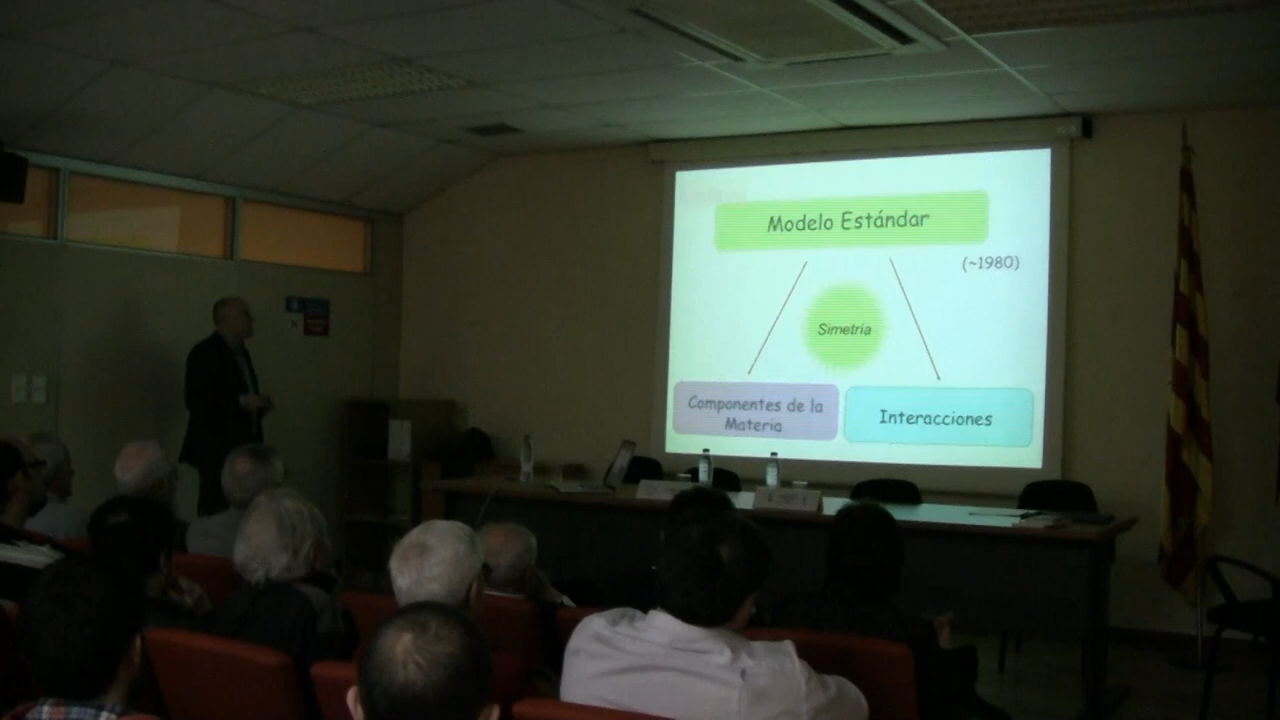 Modelo Estándar
(~1980)
Simetría
Componentes de la
Materia
Interacciones